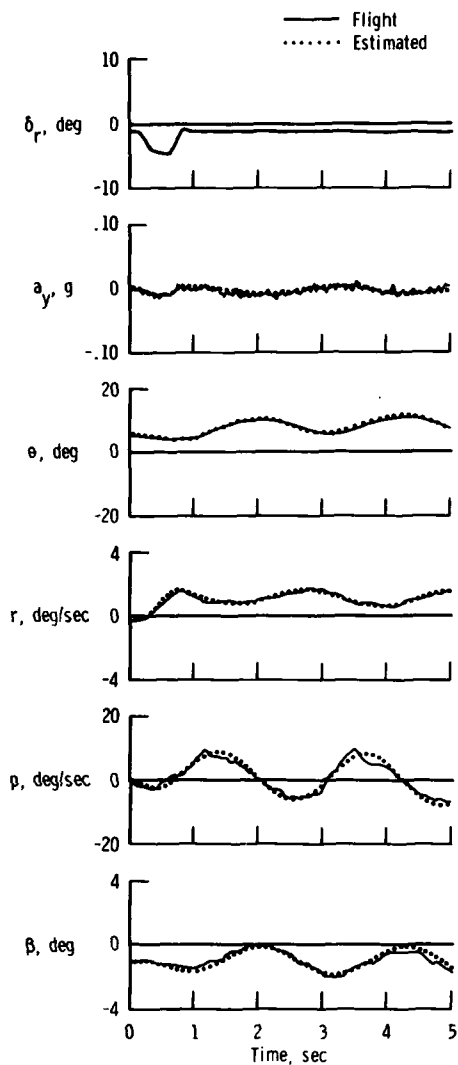 Flight
Estimated
10
δr, deg 0
-10
.10
ay, g 0
-.10
20
θ, deg 0
-20
4
r, deg/sec 0
-4
20
p, deg/sec 0
-20
4
β, deg 0
-4
0 1 2 3 4 5
Time, sec